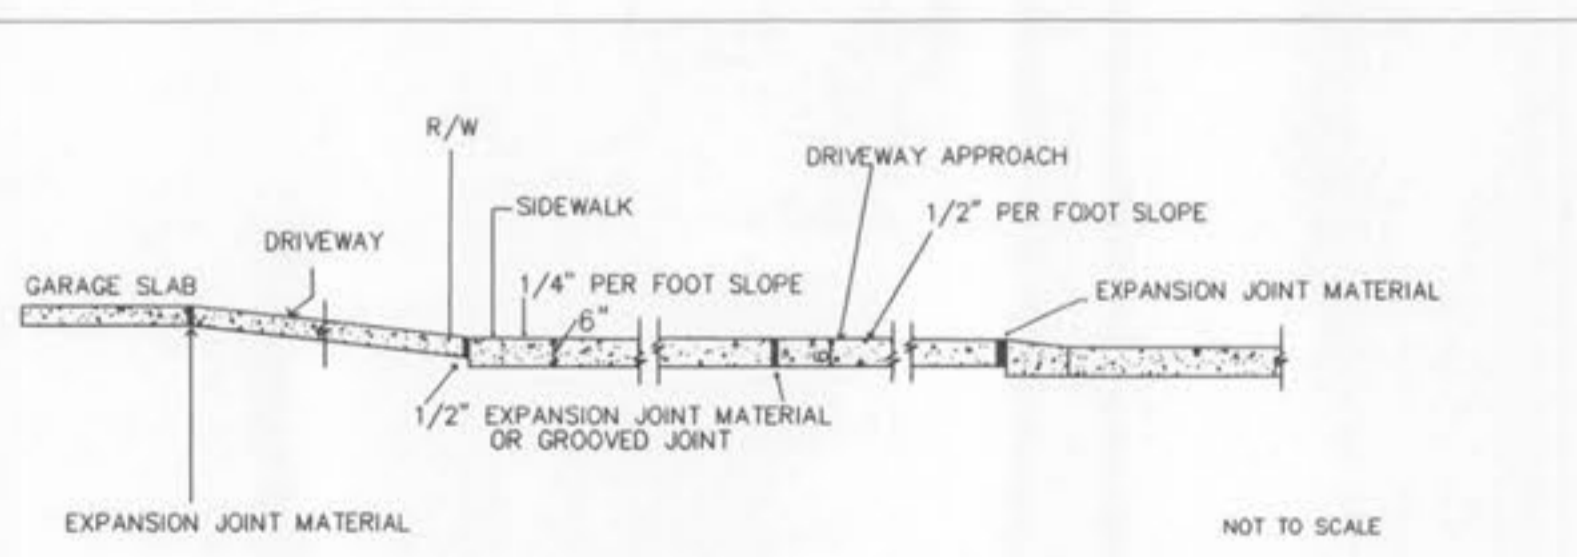 R/W
DRIVEWAY APPROACH
SIDEWALK
1/2" PER FOOT SLOPE
DRIVEWAY
GARAGE SLAB
1/4" PER FOOT SLOPE
EXPANSION JOINT MATERIAL
6"
6
1/2" EXPANSION JOINT MATERIAL
OR GROOVED JOINT
EXPANSION JOINT MATERIAL
NOT TO SCALE